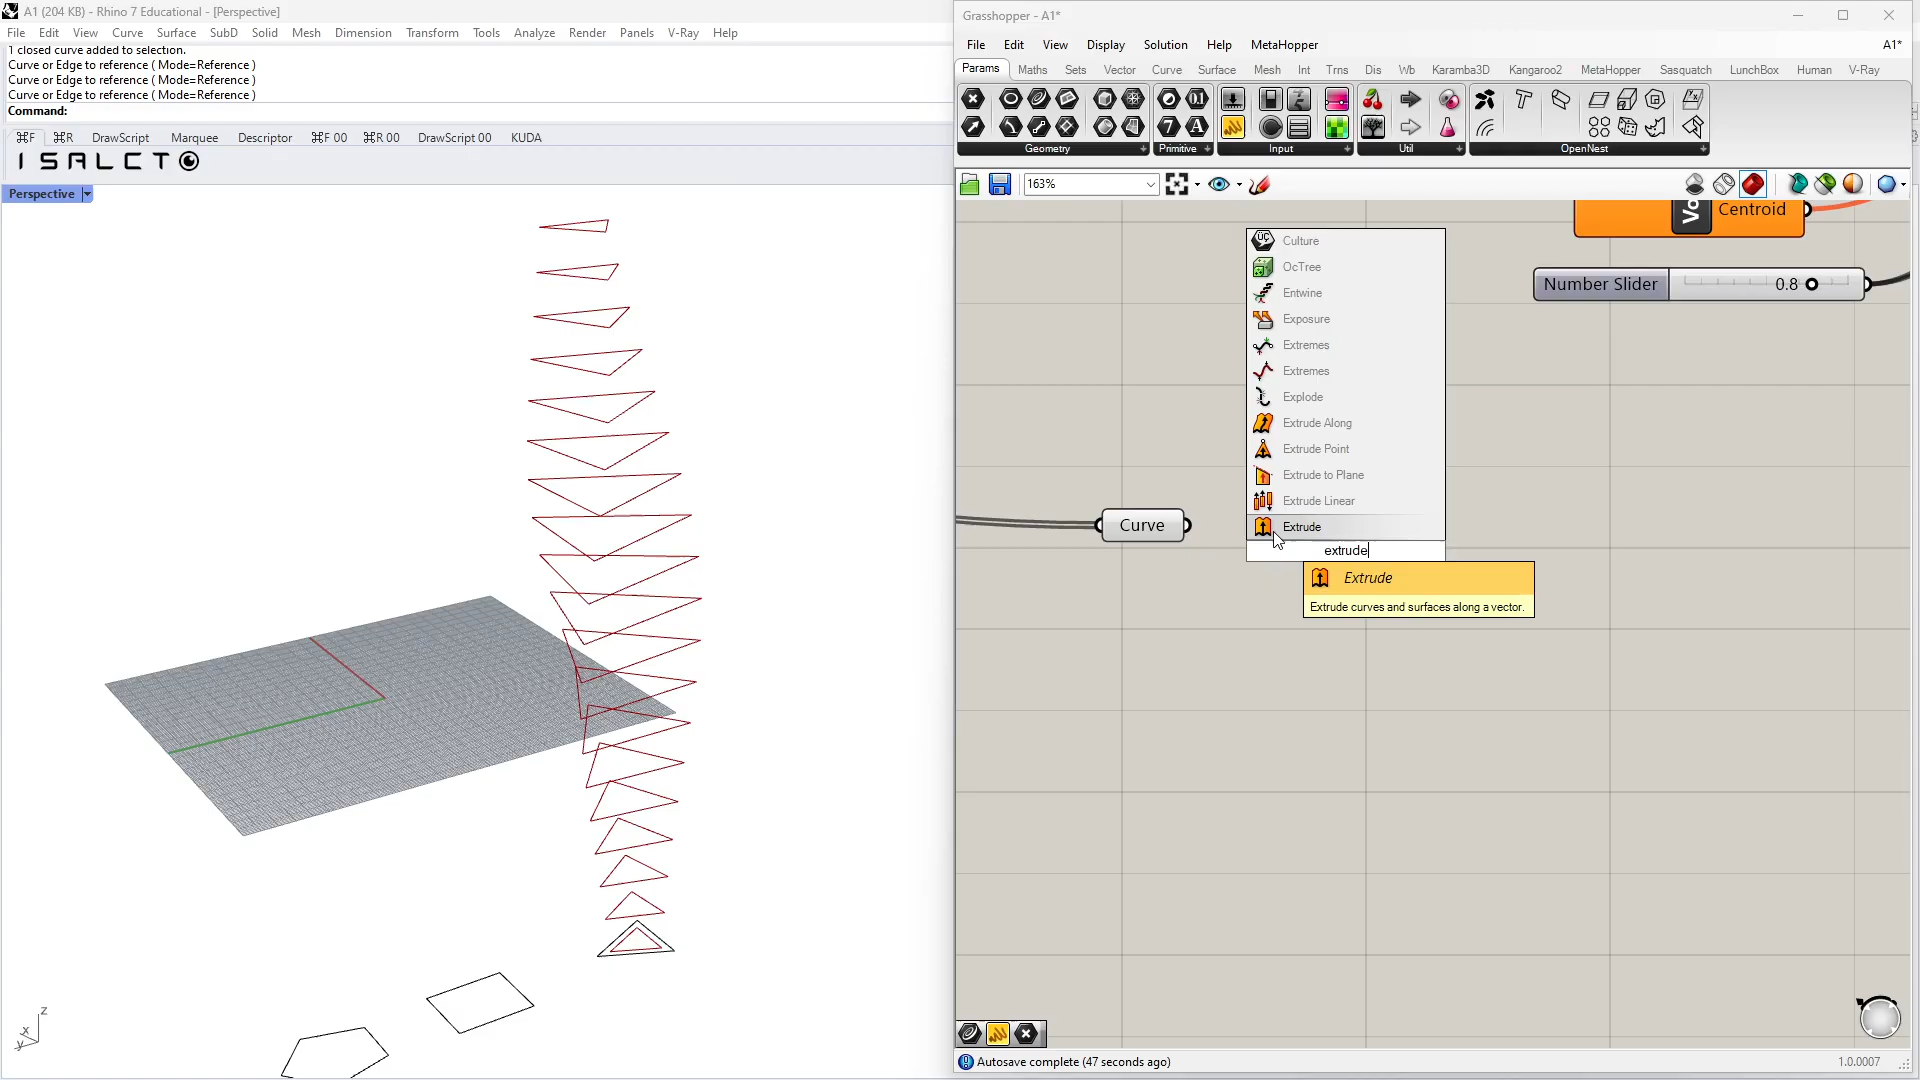 A1 (204 KB) - Rhino 7 Educational - [Perspective]
File Edit View Curve Surface SubD Solid Mesh Dimension Transform Tools Analyze Render Panels V-Ray Help
1 closed curve added to selection.
Curve or Edge to reference ( Mode=Reference )
Curve or Edge to reference ( Mode=Reference )
Curve or Edge to reference ( Mode=Reference )
Command:
⌘F ⌘R DrawScript Marquee Descriptor ⌘F 00 ⌘R 00 DrawScript 00 KUDA
Perspective
z
x
y
Grasshopper - A1*
File Edit View Display Solution Help MetaHopper A1*
Params Maths Sets Vector Curve Surface Mesh Int Trns Dis Wb Karamba3D Kangaroo2 MetaHopper Sasquatch LunchBox Human V-Ray
Geometry Primitive Input Util OpenNest
163%
Centroid
Number Slider 0.8
Culture
OcTree
Entwine
Exposure
Extremes
Extremes
Explode
Extrude Along
Extrude Point
Extrude to Plane
Extrude Linear
Extrude
extrude
Curve
Extrude
Extrude curves and surfaces along a vector.
Autosave complete (47 seconds ago)
1.0.0007